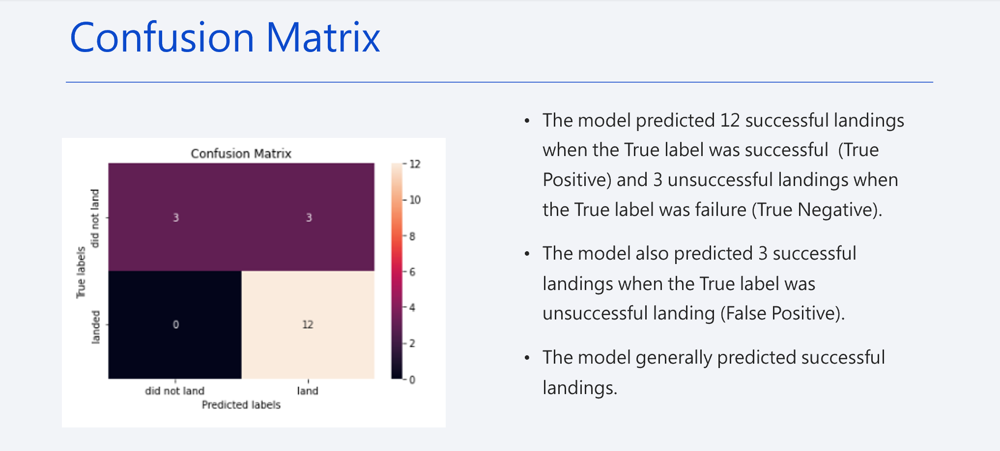 Confusion Matrix
Confusion Matrix
True labels
did not land
landed
3
3
0
12
did not land
land
Predicted labels
12
10
8
6
4
2
0
• The model predicted 12 successful landings
when the True label was successful  (True
Positive) and 3 unsuccessful landings when
the True label was failure (True Negative).
• The model also predicted 3 successful
landings when the True label was
unsuccessful landing (False Positive).
• The model generally predicted successful
landings.